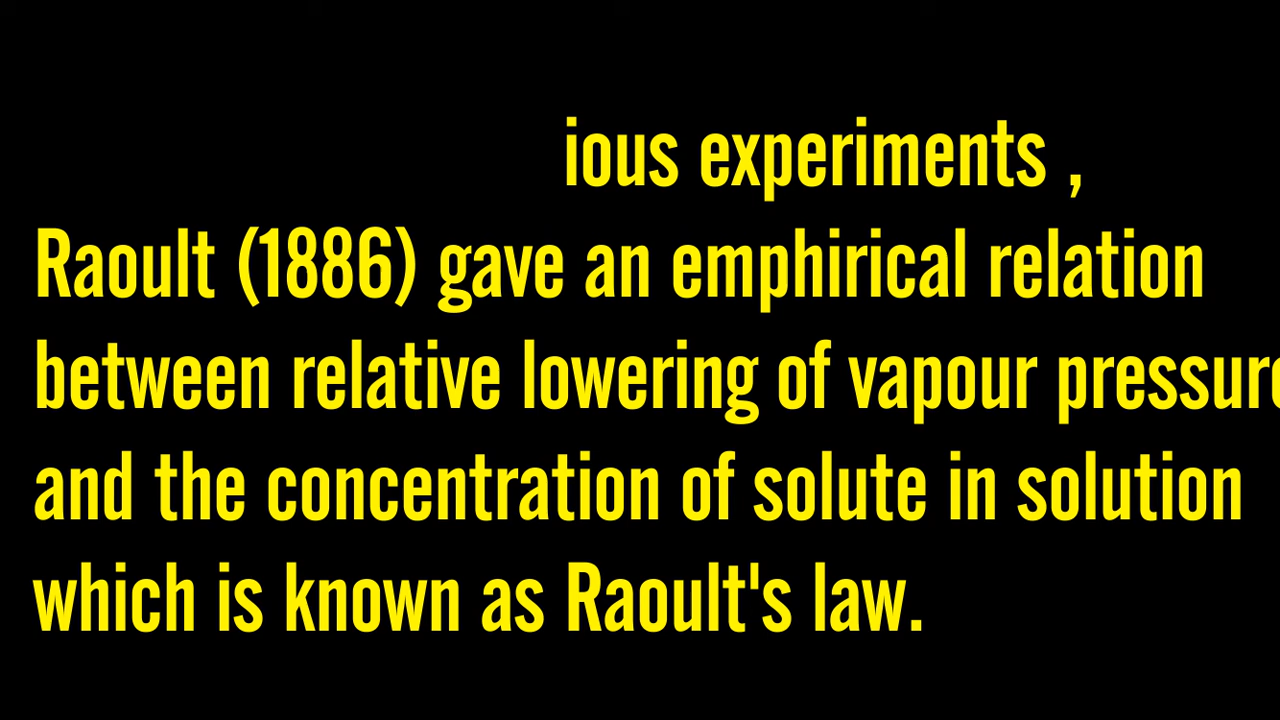 ious experiments ,
Raoult (1886) gave an emphirical relation
between relative lowering of vapour pressure
and the concentration of solute in solution
which is known as Raoult's law.